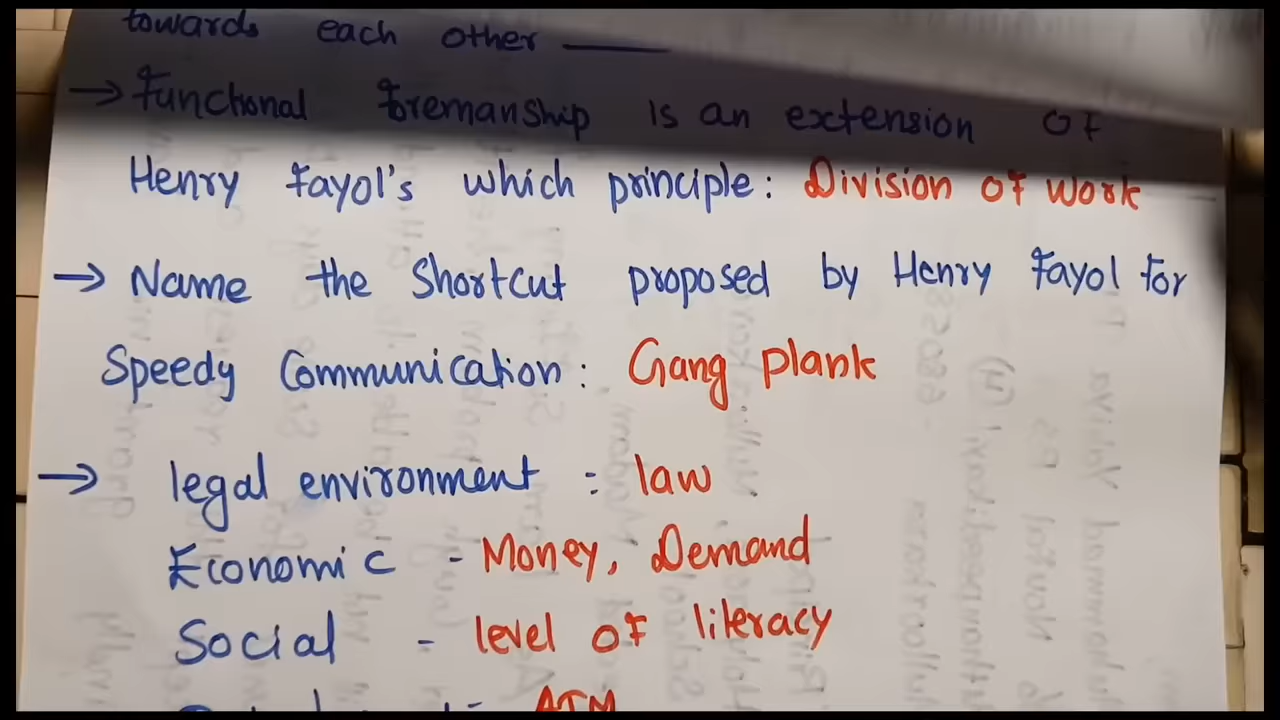 towards each other ——
→ Functional Foremanship is an extension of
Henry Fayol's which principle: Division of work
→ Name the Shortcut proposed by Henry Fayol for
Speedy Communication: Gang Plank
→ legal environment : law
Economic - Money, Demand
Social - level of literacy
- ATM